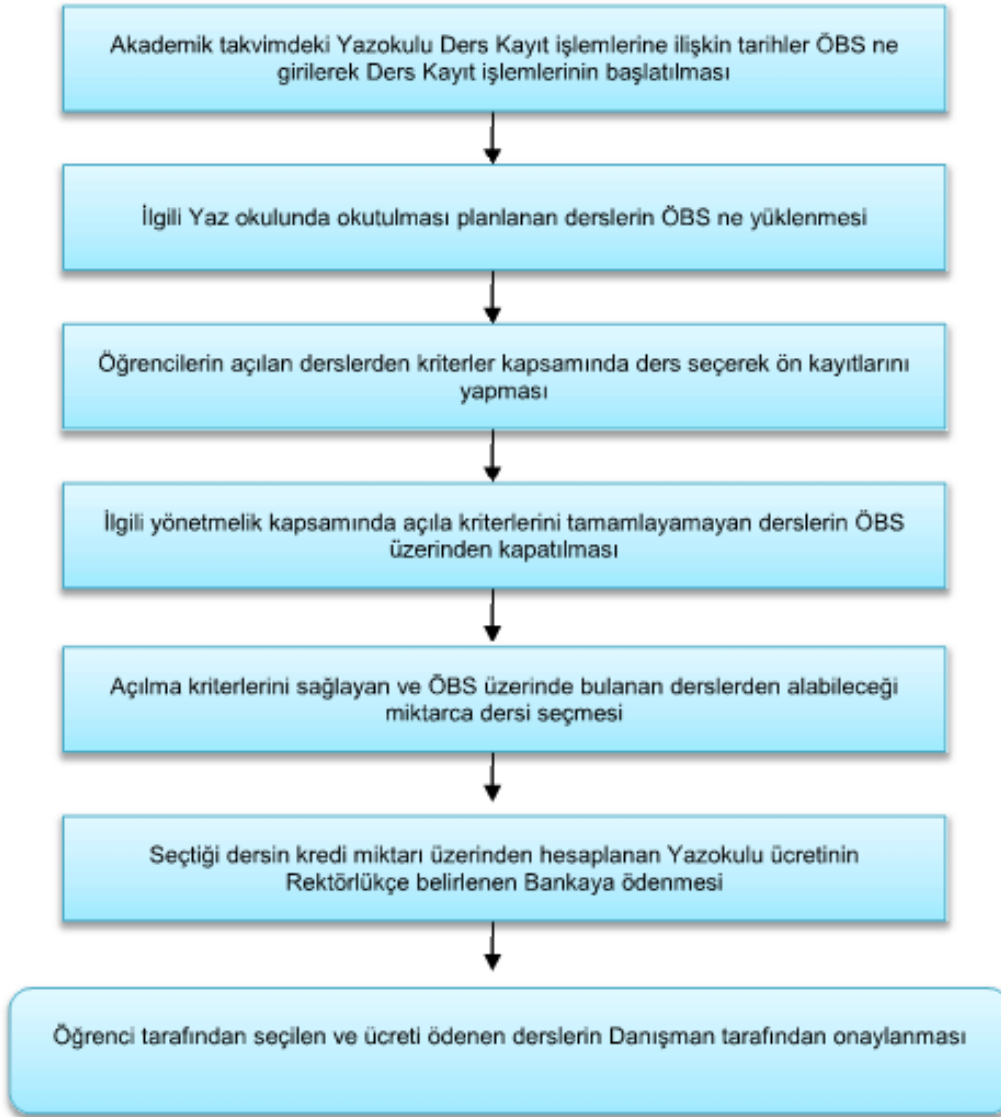 Akademik takvimdeki Yazokulu Ders Kayıt işlemlerine ilişkin tarihler ÖBS ne
girilerek Ders Kayıt işlemlerinin başlatılması
İlgili Yaz okulunda okutulması planlanan derslerin ÖBS ne yüklenmesi
Öğrencilerin açılan derslerden kriterler kapsamında ders seçerek ön kayıtlarını
yapması
İlgili yönetmelik kapsamında açıla kriterlerini tamamlayamayan derslerin ÖBS
üzerinden kapatılması
Açılma kriterlerini sağlayan ve ÖBS üzerinde bulanan derslerden alabileceği
miktarca dersi seçmesi
Seçtiği dersin kredi miktarı üzerinden hesaplanan Yazokulu ücretinin
Rektörlükçe belirlenen Bankaya ödenmesi
Öğrenci tarafından seçilen ve ücreti ödenen derslerin Danışman tarafından onaylanması